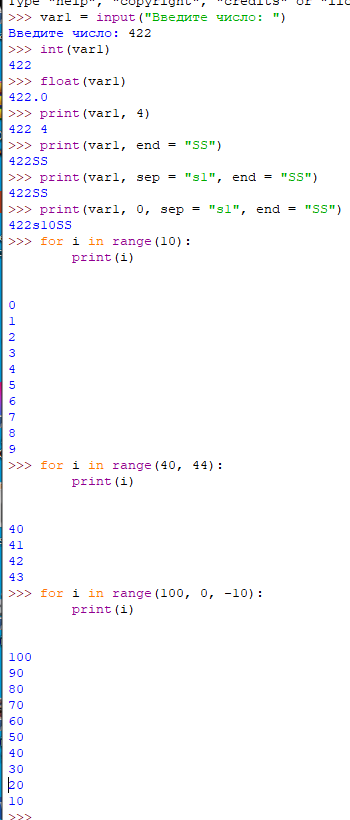 Type "help", "copyright", "credits" or
>>> var1 = input("Введите число: ")
Введите число: 422
>>> int(var1)
422
>>> float(var1)
422.0
>>> print(var1, 4)
422 4
>>> print(var1, end = "SS")
422SS
>>> print(var1, sep = "s1", end = "SS")
422SS
>>> print(var1, 0, sep = "s1", end = "SS")
422s10SS
>>> for i in range(10):
print(i)
0
1
2
3
4
5
6
7
8
9
>>> for i in range(40, 44):
print(i)
40
41
42
43
>>> for i in range(100, 0, -10):
print(i)
100
90
80
70
60
50
40
30
20
10
>>>